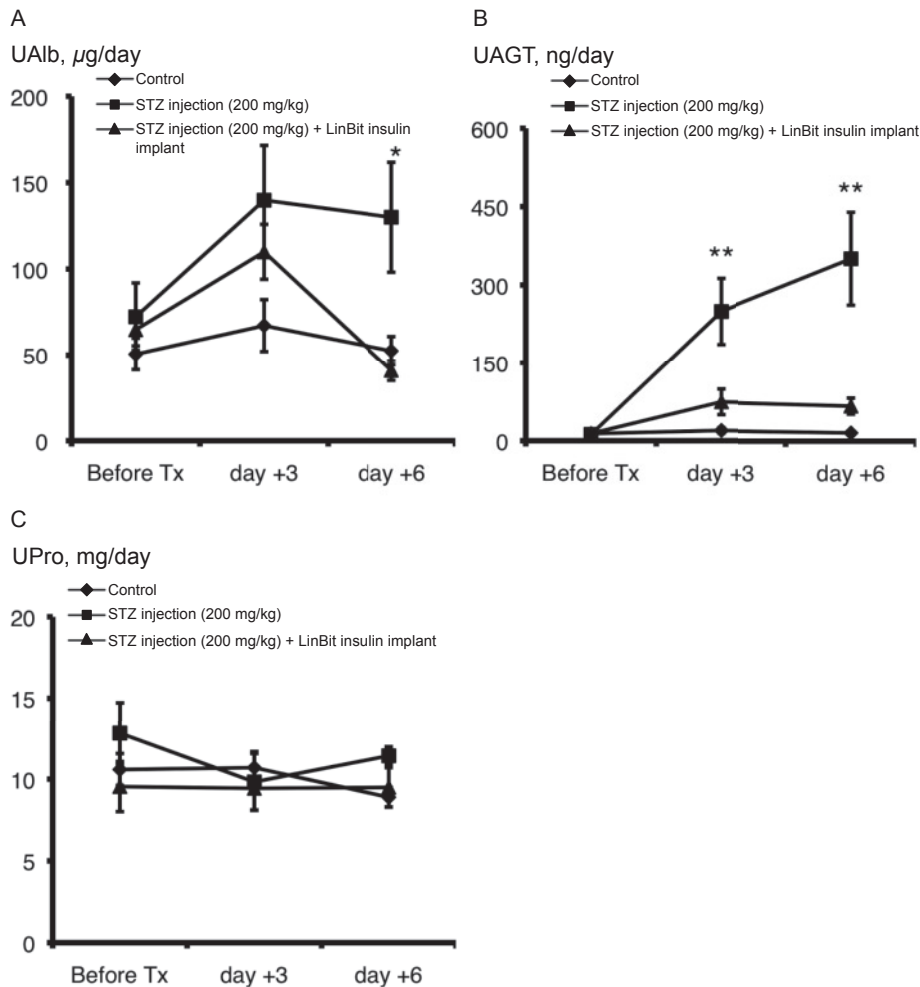 A
UAlb, µg/day
Control
STZ injection (200 mg/kg)
STZ injection (200 mg/kg) + LinBit insulin
implant
200
150
100
50
0
*
Before Tx
day +3
day +6
B
UAGT, ng/day
Control
STZ injection (200 mg/kg)
STZ injection (200 mg/kg) + LinBit insulin implant
600
450
300
150
0
**
**
Before Tx
day +3
day +6
C
UPro, mg/day
Control
STZ injection (200 mg/kg)
STZ injection (200 mg/kg) + LinBit insulin implant
20
15
10
5
0
Before Tx
day +3
day +6